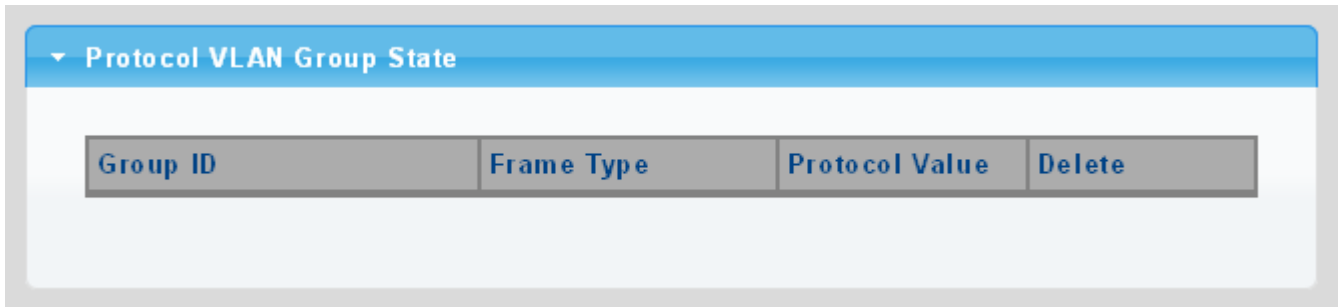 Protocol VLAN Group State
Group ID Frame Type Protocol Value Delete